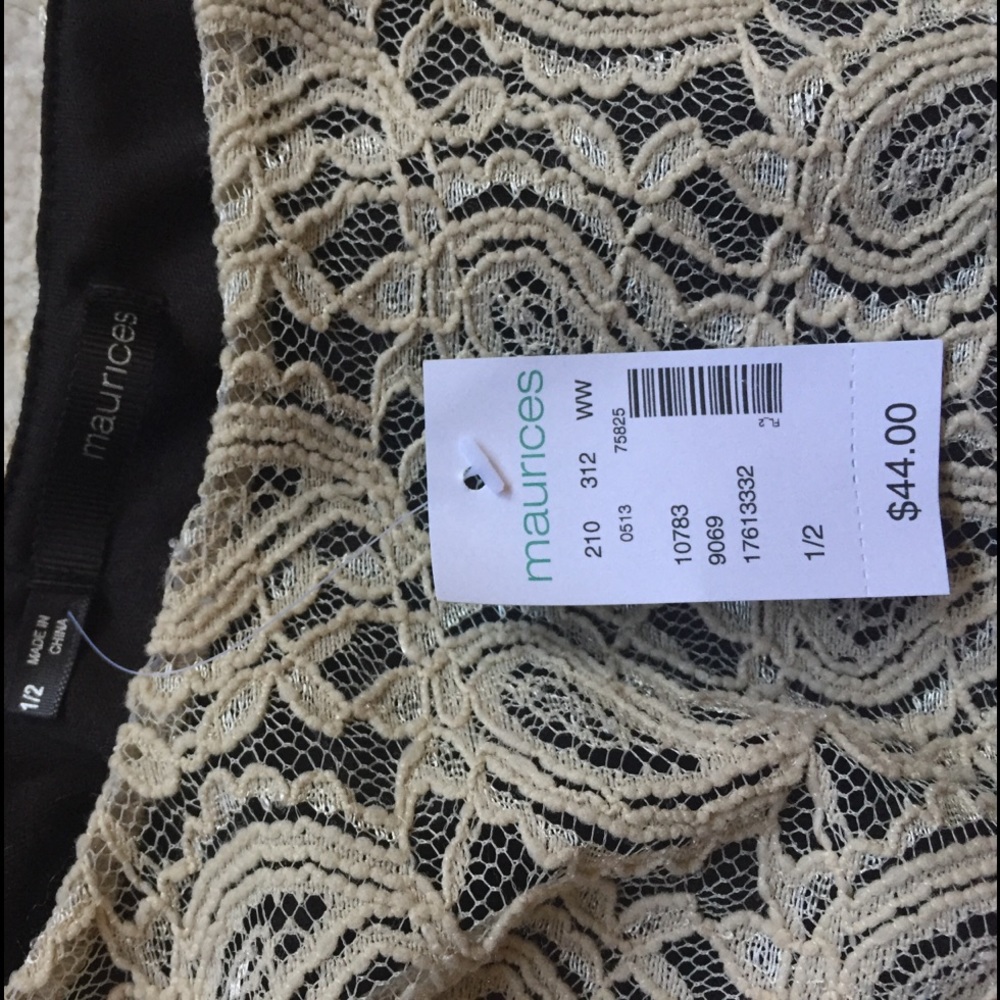 maurices
1/2
MADE IN
CHINA
maurices
210 312 WW
0513 75825
10783
9069
17613332
1/2
$44.00